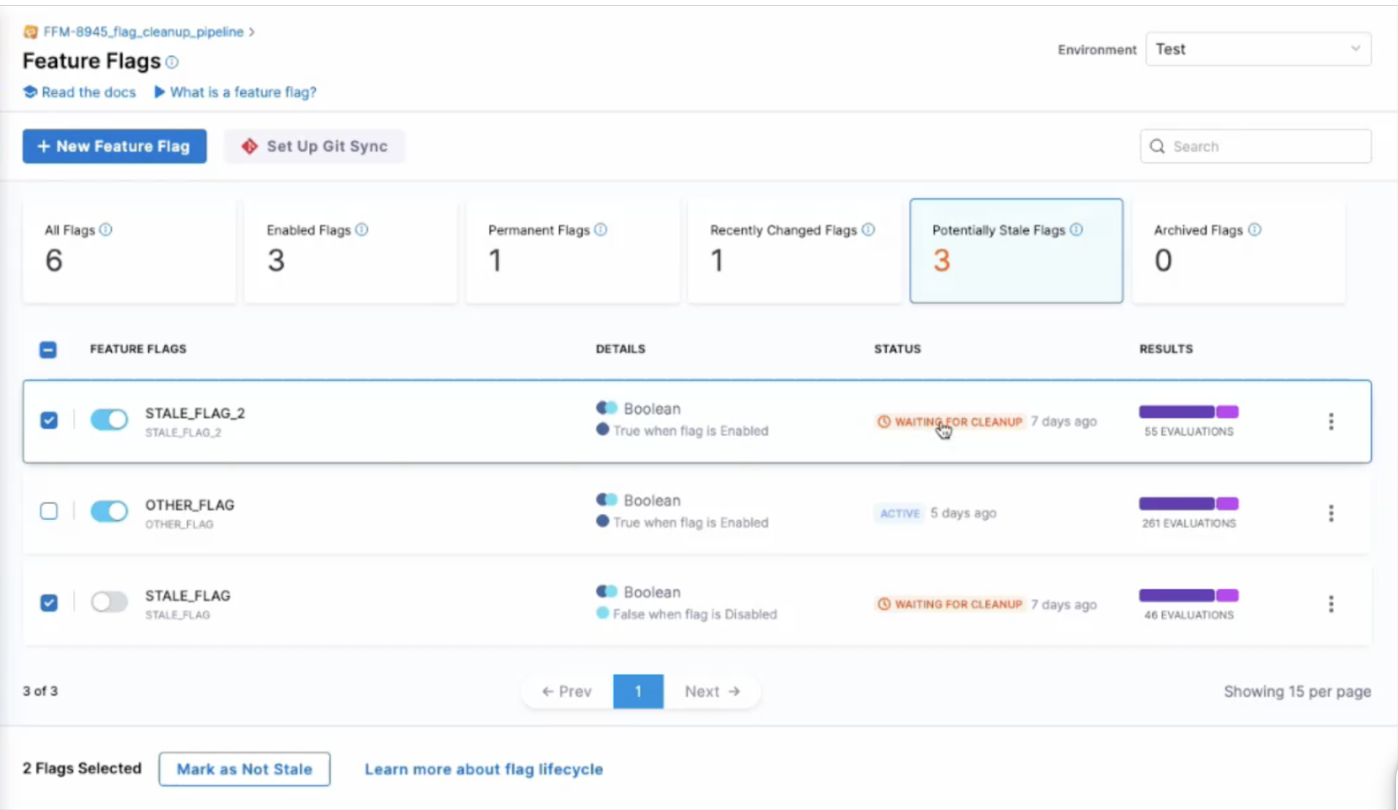 FFM-8945_flag_cleanup_pipeline >
Feature Flags
Environment Test
Read the docs What is a feature flag?
+ New Feature Flag Set Up Git Sync Search
All Flags Enabled Flags Permanent Flags Recently Changed Flags Potentially Stale Flags Archived Flags
6 3 1 1 3 0
FEATURE FLAGS DETAILS STATUS RESULTS
STALE_FLAG_2 Boolean
WAITING FOR CLEANUP 7 days ago
STALE_FLAG_2 True when flag is Enabled 55 EVALUATIONS
OTHER_FLAG Boolean
ACTIVE 5 days ago
OTHER_FLAG True when flag is Enabled 261 EVALUATIONS
STALE_FLAG Boolean
WAITING FOR CLEANUP 7 days ago
STALE_FLAG False when flag is Disabled 46 EVALUATIONS
3 of 3 ← Prev 1 Next → Showing 15 per page
2 Flags Selected Mark as Not Stale Learn more about flag lifecycle